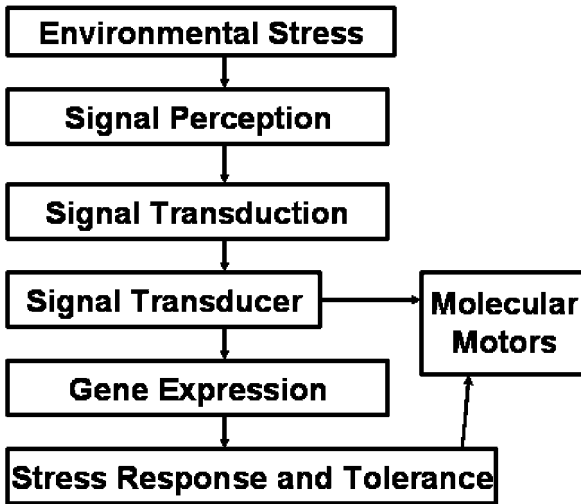 Environmental Stress
Signal Perception
Signal Transduction
Signal Transducer
Molecular
Motors
Gene Expression
Stress Response and Tolerance